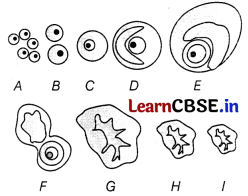 A B C D E
LearnCBSE.in
F G H I